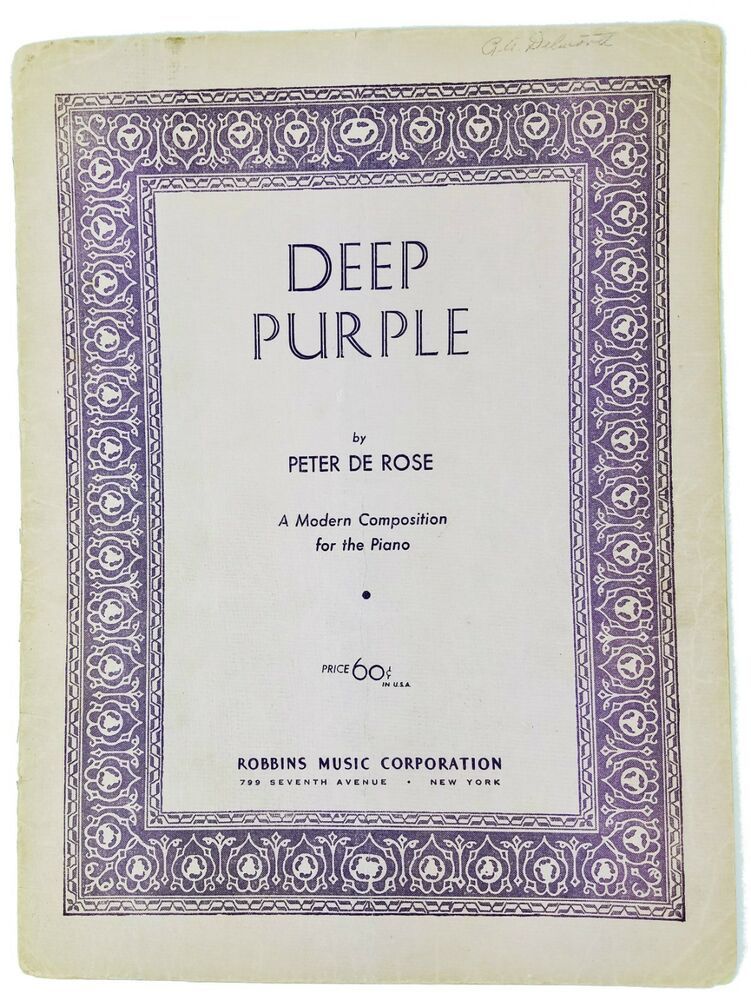 DEEP
PURPLE
by
PETER DE ROSE
A Modern Composition
for the Piano
•
PRICE 60¢
IN U.S.A.
ROBBINS MUSIC CORPORATION
799 SEVENTH AVENUE • NEW YORK